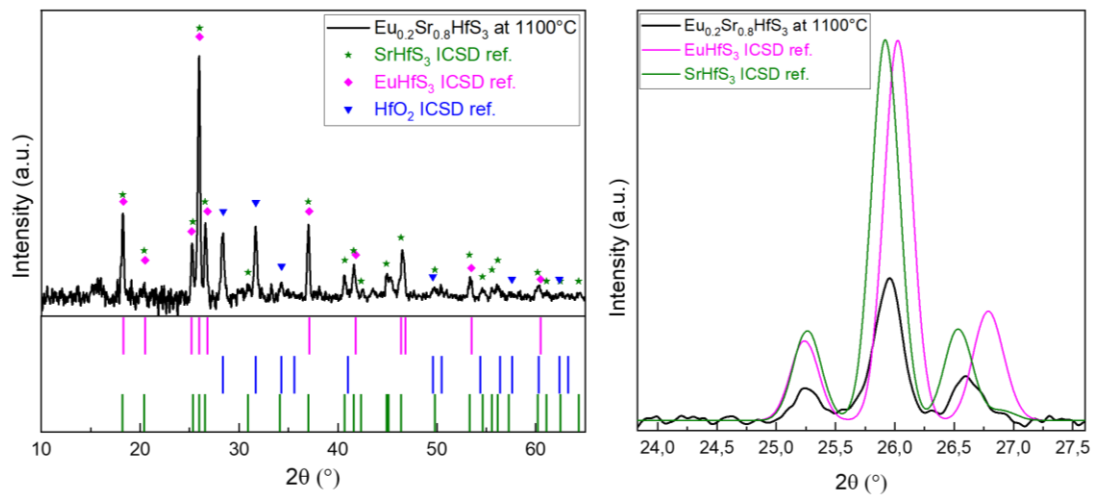 Eu₀.₂Sr₀.₈HfS₃ at 1100°C
SrHfS₃ ICSD ref.
EuHfS₃ ICSD ref.
HfO₂ ICSD ref.
Intensity (a.u.)
10 20 30 40 50 60
2θ (°)
Eu₀.₂Sr₀.₈HfS₃ at 1100°C
EuHfS₃ ICSD ref.
SrHfS₃ ICSD ref.
Intensity (a.u.)
24,0 24,5 25,0 25,5 26,0 26,5 27,0 27,5
2θ (°)